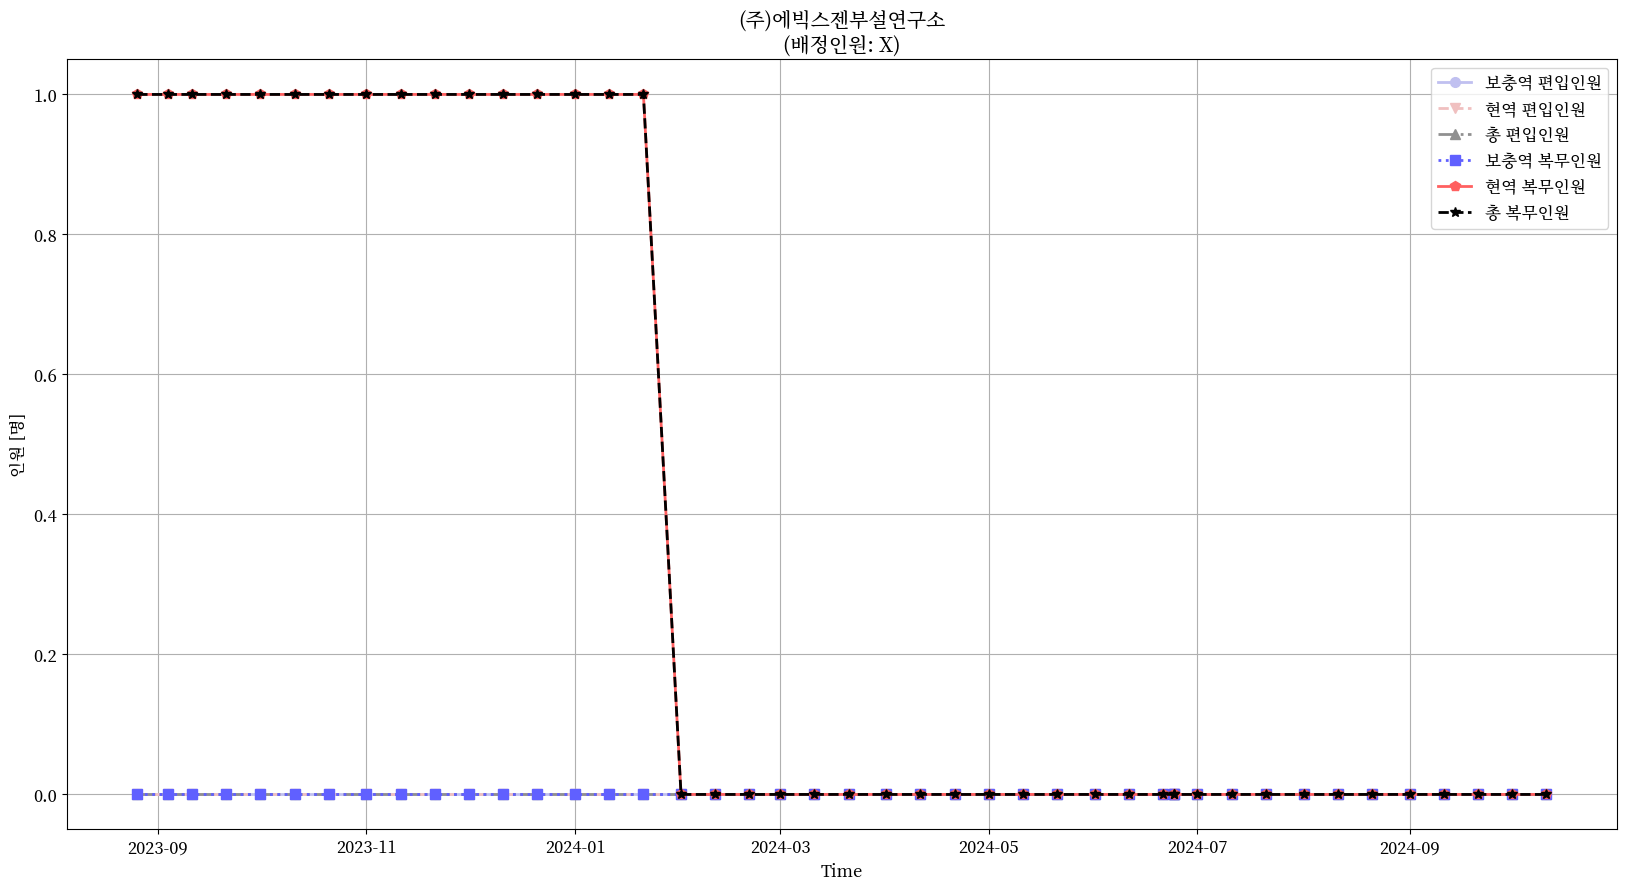 (주)에빅스젠부설연구소
(배정인원: X)
보충역 편입인원
현역 편입인원
총 편입인원
보충역 복무인원
현역 복무인원
총 복무인원
1.0
0.8
0.6
0.4
0.2
0.0
인원 [명]
2023-09
2023-11
2024-01
2024-03
2024-05
2024-07
2024-09
Time